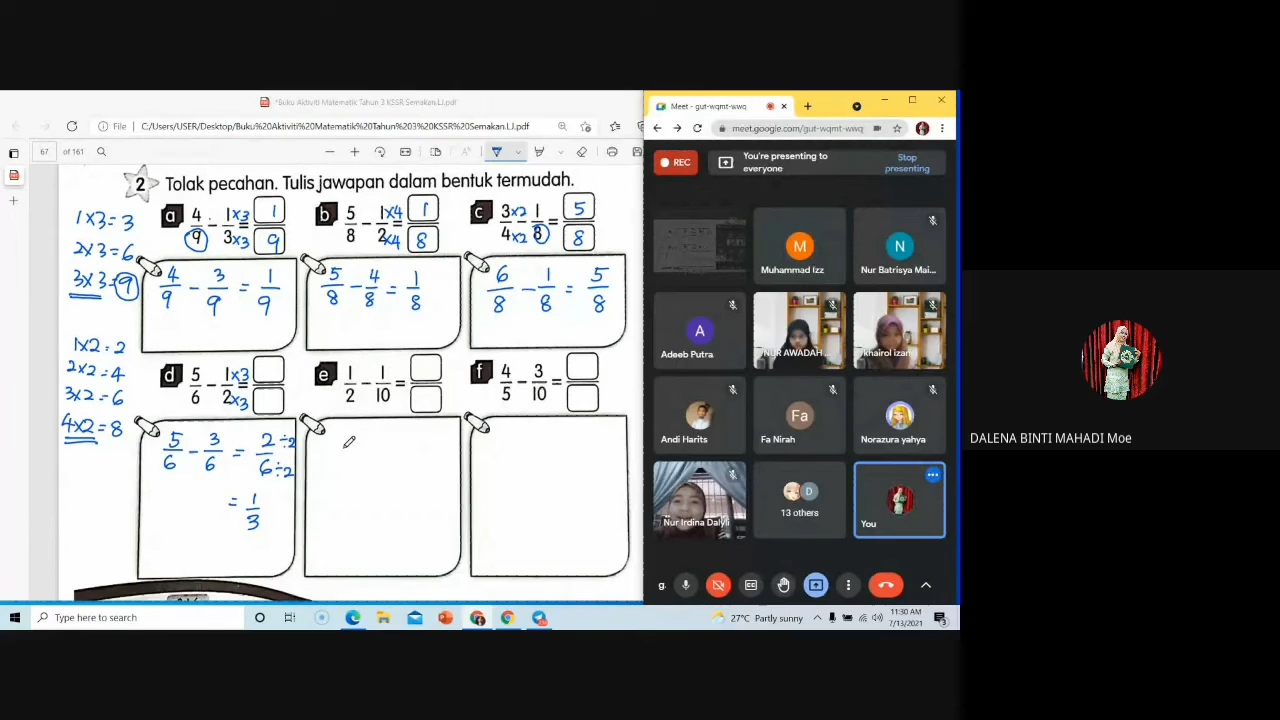 *Buku Aktiviti Matematik Tahun 3 KSSR Semakan.LJ.pdf
File C:/Users/USER/Desktop/Buku%20Aktiviti%20Matematik%20Tahun%203%20KSSR%20Semakan.LJ.pdf
67 of 161
2 Tolak pecahan. Tulis jawapan dalam bentuk termudah.
1x3=3
2x3=6
3x3=9
a 4/9 - 1x3/3x3 = 1/9
4/9 - 3/9 = 1/9
b 5/8 - 1x4/2x4 = 1/8
5/8 - 4/8 = 1/8
c 3x2/4x2 - 1/8 = 5/8
6/8 - 1/8 = 5/8
1x2=2
2x2=4
3x2=6
4x2=8
d 5/6 - 1x3/2x3 =
5/6 - 3/6 = 2÷2/6÷2
= 1/3
e 1/2 - 1/10 =
f 4/5 - 3/10 =
Meet - gut-wqmt-wwq
meet.google.com/gut-wqmt-wwq
REC
You're presenting to
everyone
Stop
presenting
M
Muhammad Izz
N
Nur Batrisya Mai...
A
Adeeb Putra
NUR AWADAH ...
khairol izani
Andi Harits
Fa
Fa Nirah
Norazura yahya
Nur Irdina Dalyli
D
13 others
You
g.
DALENA BINTI MAHADI Moe
Type here to search
27°C Partly sunny
11:30 AM
7/13/2021
3